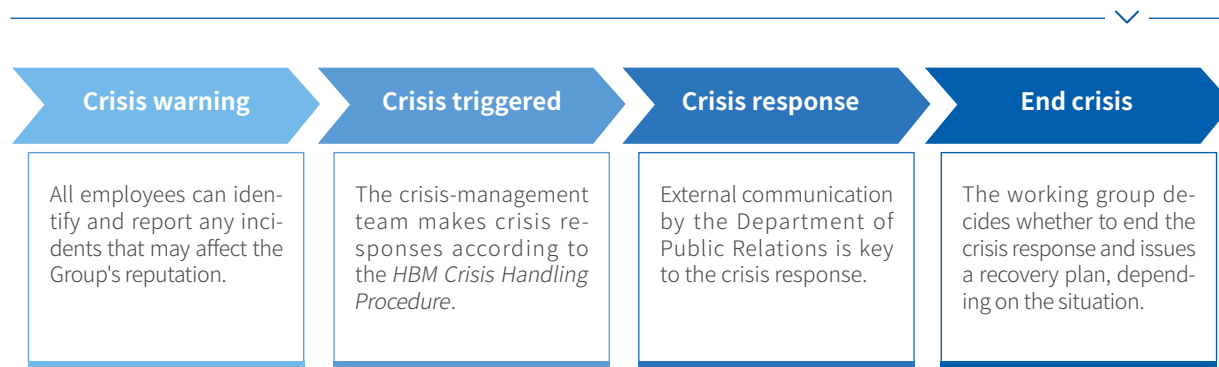 Crisis warning
All employees can iden-
tify and report any inci-
dents that may affect the
Group's reputation.
Crisis triggered
The crisis-management
team makes crisis re-
sponses according to
the HBM Crisis Handling
Procedure.
Crisis response
External communication
by the Department of
Public Relations is key
to the crisis response.
End crisis
The working group de-
cides whether to end the
crisis response and issues
a recovery plan, depend-
ing on the situation.